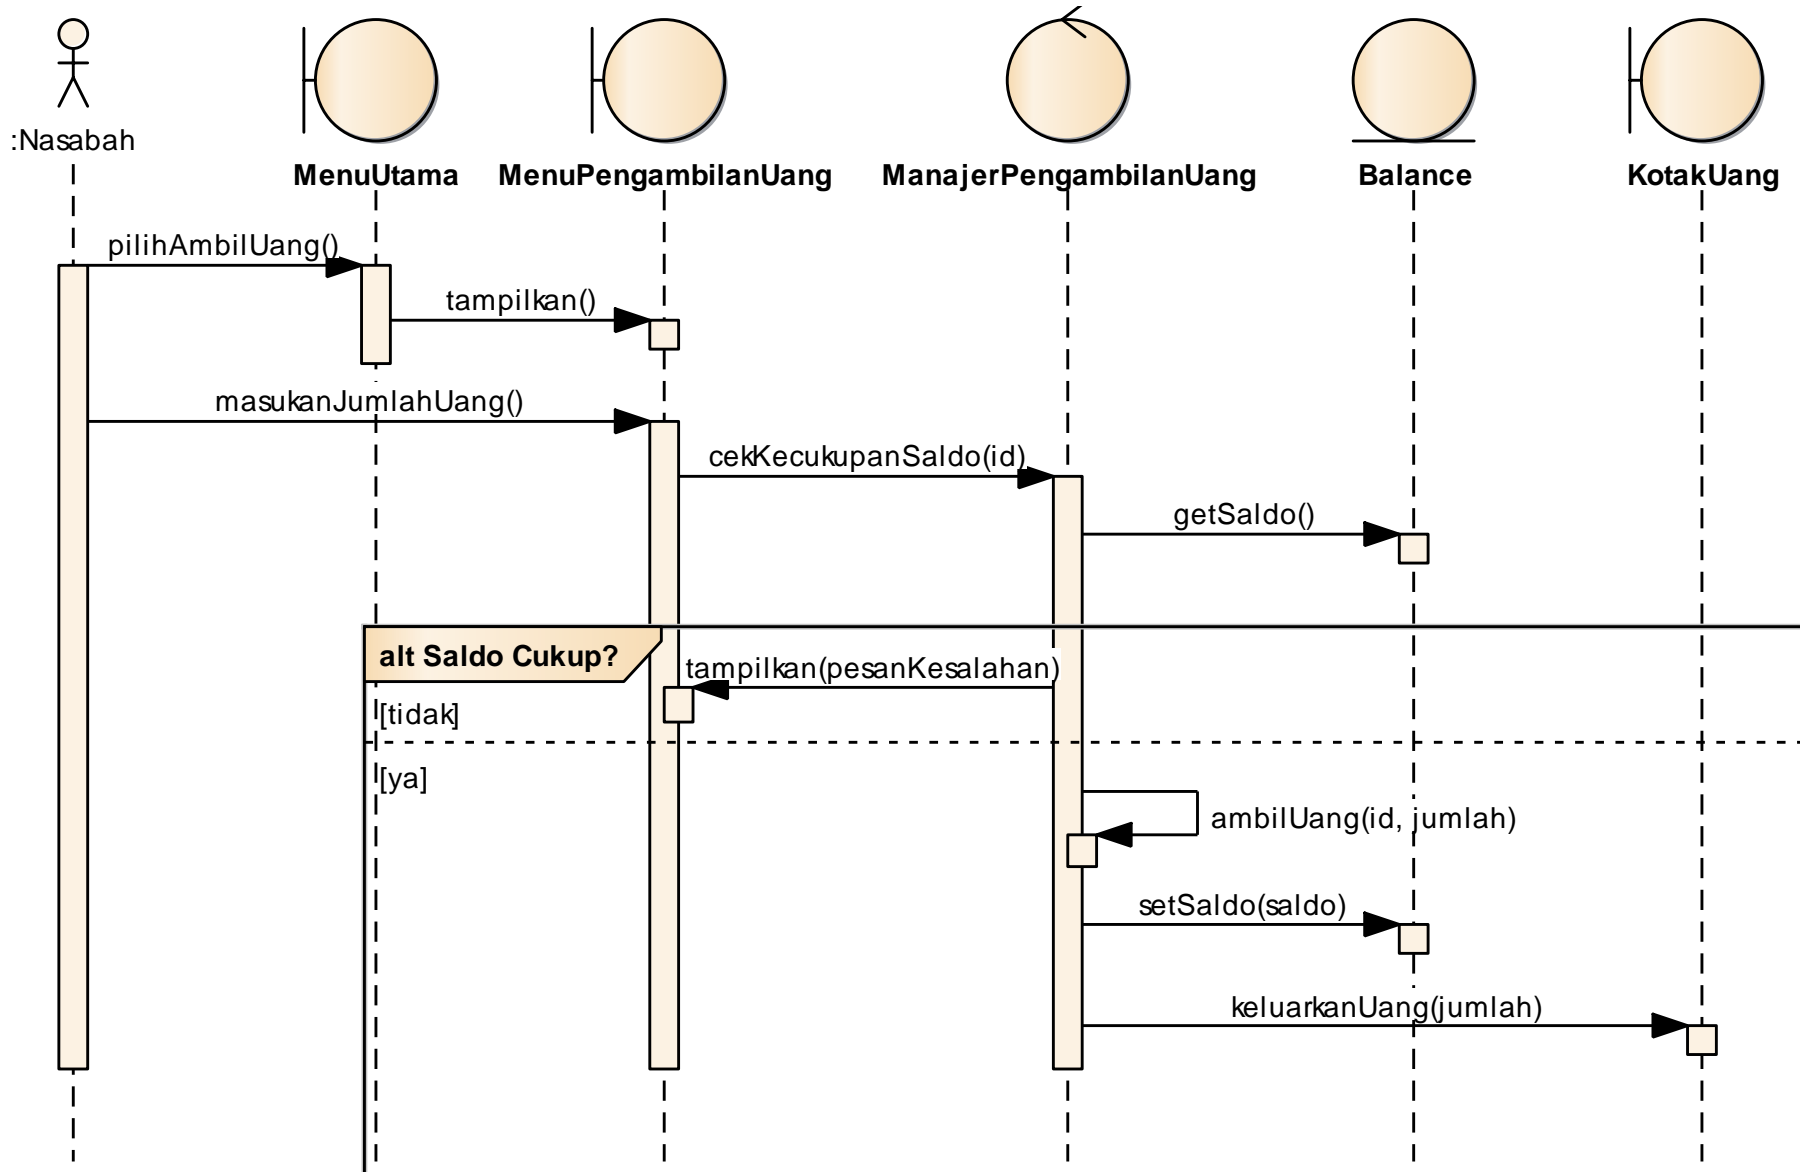 :Nasabah
MenuUtama
MenuPengambilanUang
ManajerPengambilanUang
Balance
KotakUang
pilihAmbilUang()
tampilkan()
masukanJumlahUang()
cekKecukupanSaldo(id)
getSaldo()
alt Saldo Cukup?
tampilkan(pesanKesalahan)
[tidak]
[ya]
ambilUang(id, jumlah)
setSaldo(saldo)
keluarkanUang(jumlah)